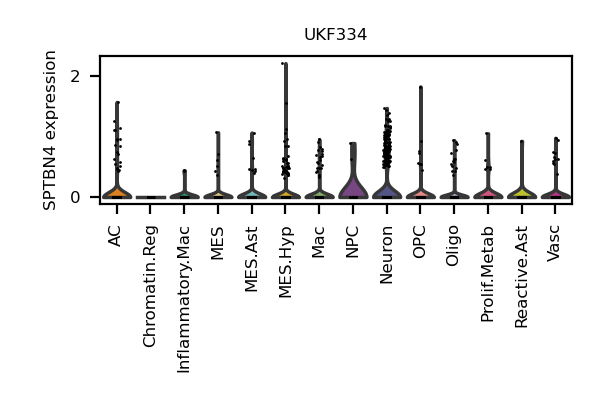 UKF334
SPTBN4 expression
2
0
AC
Chromatin.Reg
Inflammatory.Mac
MES
MES.Ast
MES.Hyp
Mac
NPC
Neuron
OPC
Oligo
Prolif.Metab
Reactive.Ast
Vasc